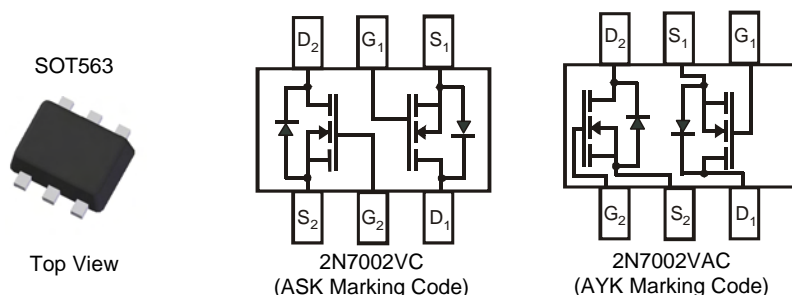 SOT563
Top View
D2 G1 S1
S2 G2 D1
2N7002VC
(ASK Marking Code)
D2 S1 G1
G2 S2 D1
2N7002VAC
(AYK Marking Code)